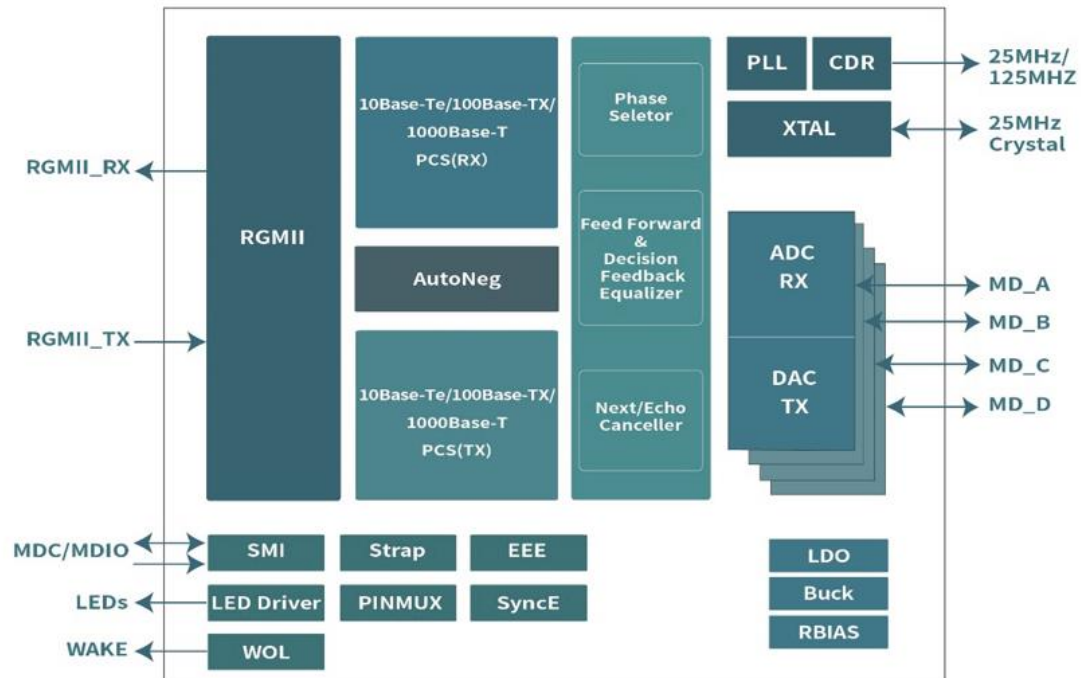 RGMII_RX
RGMII_TX
RGMII
10Base-Te/100Base-TX/
1000Base-T
PCS(RX)
AutoNeg
10Base-Te/100Base-TX/
1000Base-T
PCS(TX)
Phase
Seletor
Feed Forward
&
Decision
Feedback
Equalizer
Next/Echo
Canceller
PLL
CDR
25MHz/
125MHZ
XTAL
25MHz
Crystal
ADC
RX
DAC
TX
MD_A
MD_B
MD_C
MD_D
MDC/MDIO
SMI
Strap
EEE
LEDs
LED Driver
PINMUX
SyncE
WAKE
WOL
LDO
Buck
RBIAS